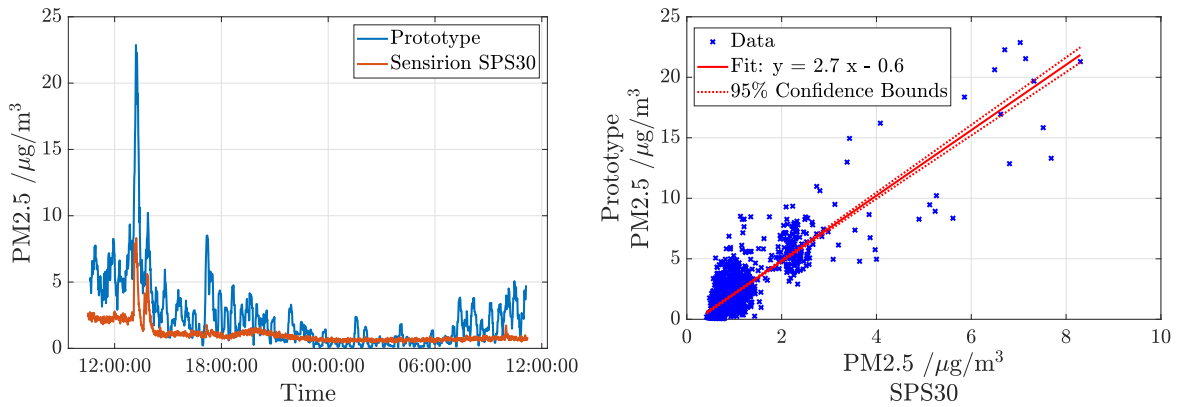 25
20
15
10
5
0
PM2.5 /μg/m³
Prototype
Sensirion SPS30
12:00:00
18:00:00
00:00:00
06:00:00
12:00:00
Time
25
20
15
10
5
0
Prototype
PM2.5 /μg/m³
Data
Fit: y = 2.7 x - 0.6
95% Confidence Bounds
0
2
4
6
8
10
PM2.5 /μg/m³
SPS30